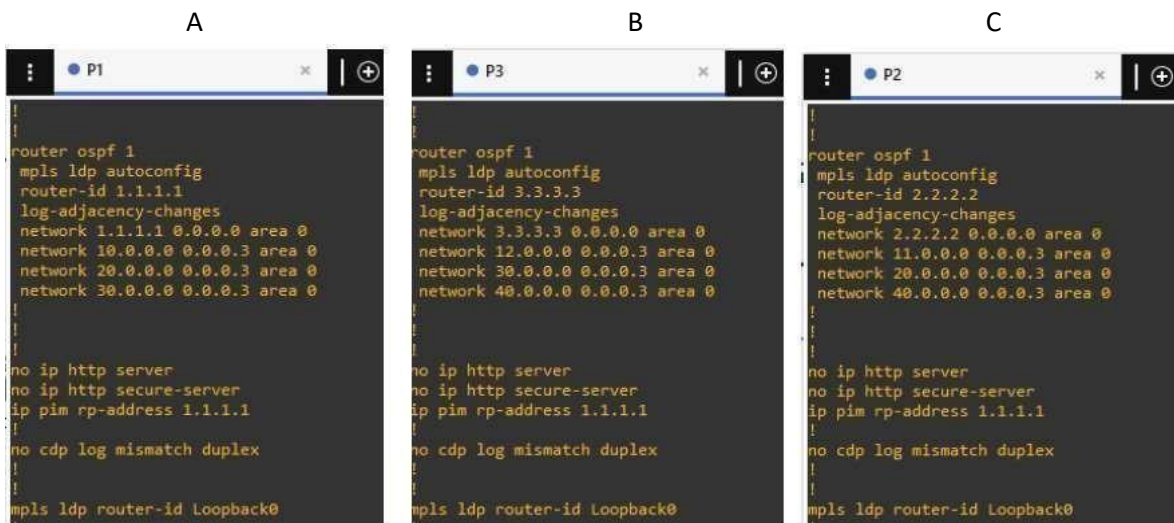 A
B
C
P1
!
!
router ospf 1
mpls ldp autoconfig
router-id 1.1.1.1
log-adjacency-changes
network 1.1.1.1 0.0.0.0 area 0
network 10.0.0.0 0.0.0.3 area 0
network 20.0.0.0 0.0.0.3 area 0
network 30.0.0.0 0.0.0.3 area 0
!
!
!
no ip http server
no ip http secure-server
ip pim rp-address 1.1.1.1
!
no cdp log mismatch duplex
!
!
mpls ldp router-id Loopback0
P3
!
!
router ospf 1
mpls ldp autoconfig
router-id 3.3.3.3
log-adjacency-changes
network 3.3.3.3 0.0.0.0 area 0
network 12.0.0.0 0.0.0.3 area 0
network 30.0.0.0 0.0.0.3 area 0
network 40.0.0.0 0.0.0.3 area 0
!
!
!
no ip http server
no ip http secure-server
ip pim rp-address 1.1.1.1
!
no cdp log mismatch duplex
!
!
mpls ldp router-id Loopback0
P2
!
!
router ospf 1
mpls ldp autoconfig
router-id 2.2.2.2
log-adjacency-changes
network 2.2.2.2 0.0.0.0 area 0
network 11.0.0.0 0.0.0.3 area 0
network 20.0.0.0 0.0.0.3 area 0
network 40.0.0.0 0.0.0.3 area 0
!
!
!
no ip http server
no ip http secure-server
ip pim rp-address 1.1.1.1
!
no cdp log mismatch duplex
!
!
mpls ldp router-id Loopback0